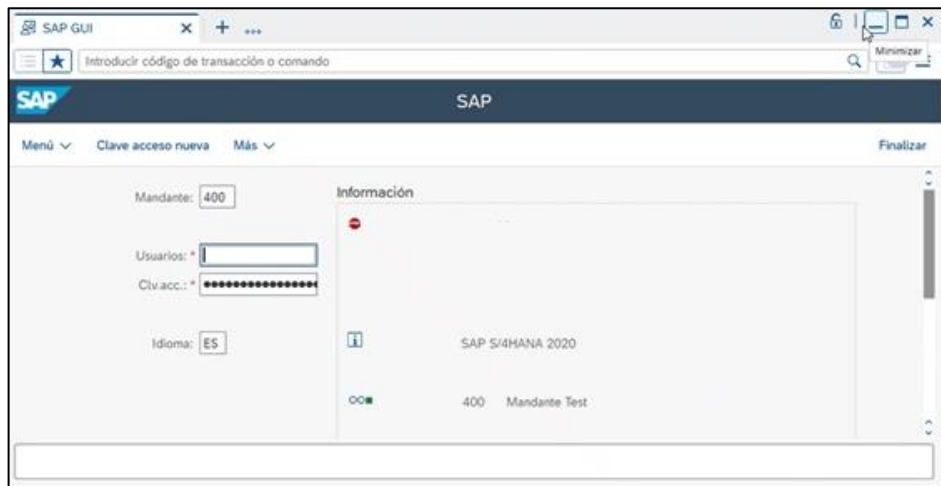 SAP GUI
Minimizar
Introducir código de transacción o comando
SAP SAP
Menú Clave acceso nueva Más Finalizar
Mandante: 400
Información
Usuarios: *
Clv.acc.: *
Idioma: ES
SAP S/4HANA 2020
400 Mandante Test